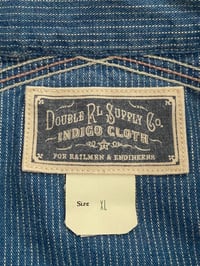 DOUBLE RL SUPPLY CO.
INDIGO CLOTH
FOR RAILMEN & ENGINEERS
Size XL